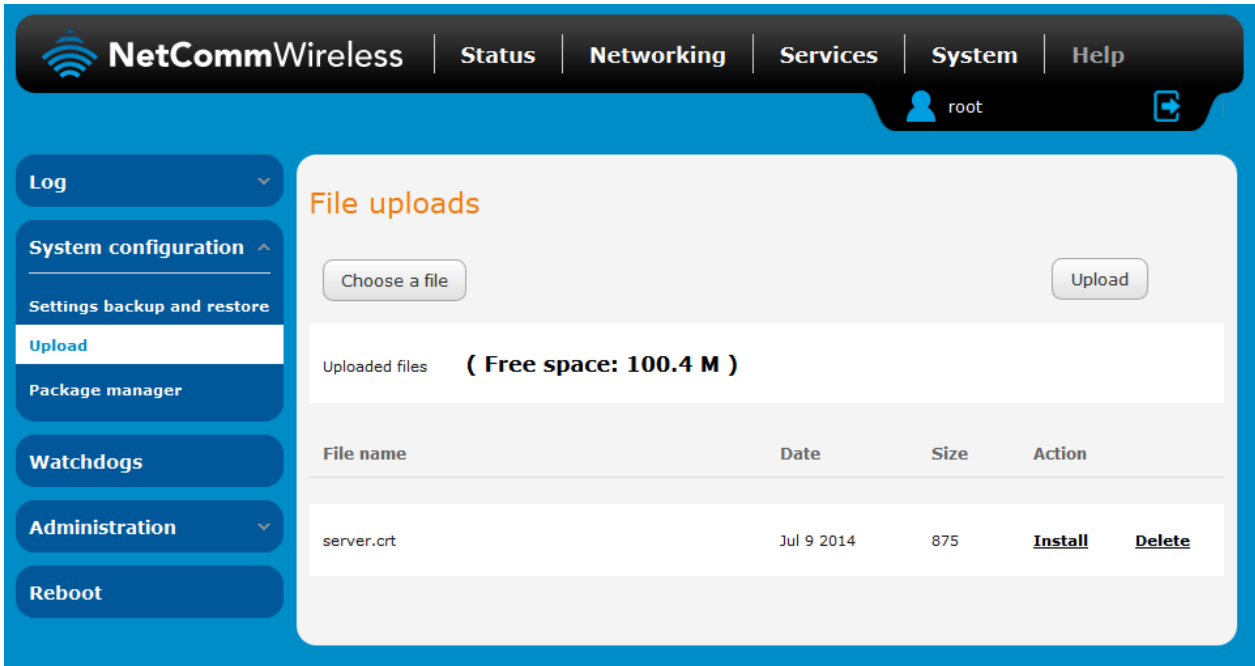 NetCommWireless Status Networking Services System Help
root
Log
System configuration
Settings backup and restore
Upload
Package manager
Watchdogs
Administration
Reboot
File uploads
Choose a file Upload
Uploaded files ( Free space: 100.4 M )
File name Date Size Action
server.crt Jul 9 2014 875 Install Delete